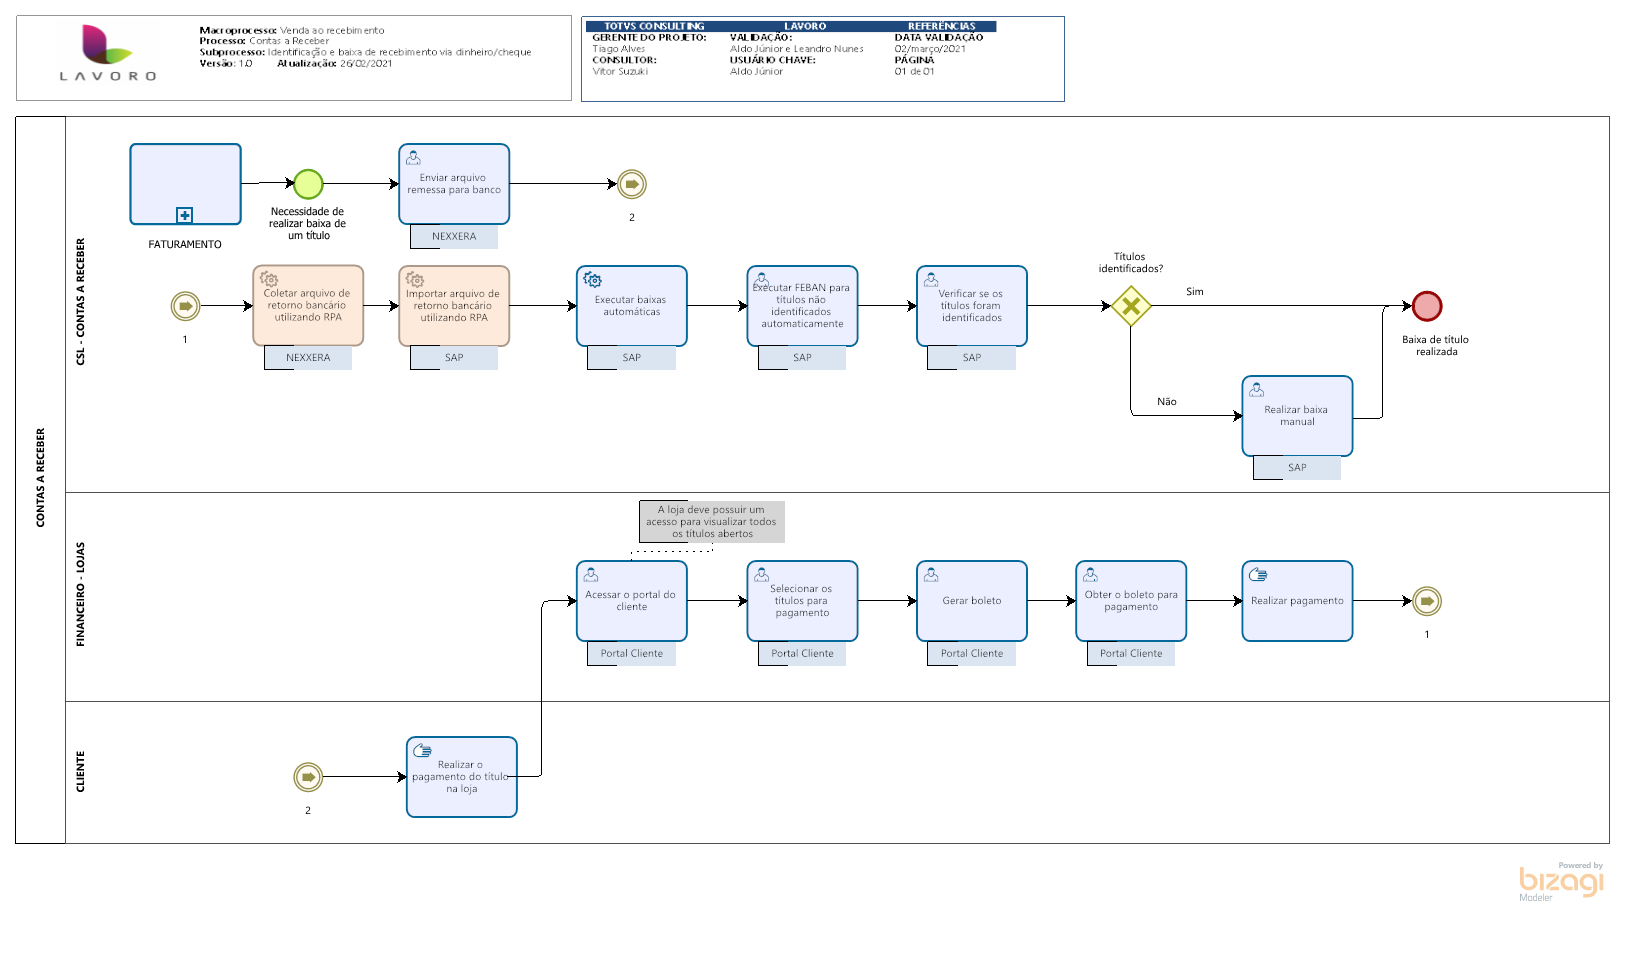 LAVORO
Macroprocesso: Venda ao recebimento
Processo: Contas a Receber
Subprocesso: Identificação e baixa de recebimento via dinheiro/cheque
Versão: 1.0 Atualização: 26/02/2021
TOTVS CONSULTING LAVORO REFERÊNCIAS
GERENTE DO PROJETO: VALIDAÇÃO: DATA VALIDAÇÃO
Tiago Alves Aldo Júnior e Leandro Nunes 02/março/2021
CONSULTOR: USUÁRIO CHAVE: PÁGINA
Vitor Suzuki Aldo Júnior 01 de 01
CONTAS A RECEBER
CSL - CONTAS A RECEBER
FATURAMENTO
Necessidade de
realizar baixa de
um título
Enviar arquivo
remessa para banco
NEXXERA
2
1
Coletar arquivo de
retorno bancário
utilizando RPA
NEXXERA
Importar arquivo de
retorno bancário
utilizando RPA
SAP
Executar baixas
automáticas
SAP
Executar FEBAN para
títulos não
identificados
automaticamente
SAP
Verificar se os
títulos foram
identificados
SAP
Títulos
identificados?
Sim
Não
Realizar baixa
manual
SAP
Baixa de título
realizada
FINANCEIRO - LOJAS
A loja deve possuir um
acesso para visualizar todos
os títulos abertos
Acessar o portal do
cliente
Portal Cliente
Selecionar os
títulos para
pagamento
Portal Cliente
Gerar boleto
Portal Cliente
Obter o boleto para
pagamento
Portal Cliente
Realizar pagamento
1
CLIENTE
2
Realizar o
pagamento do título
na loja
Powered by
bizagi
Modeler